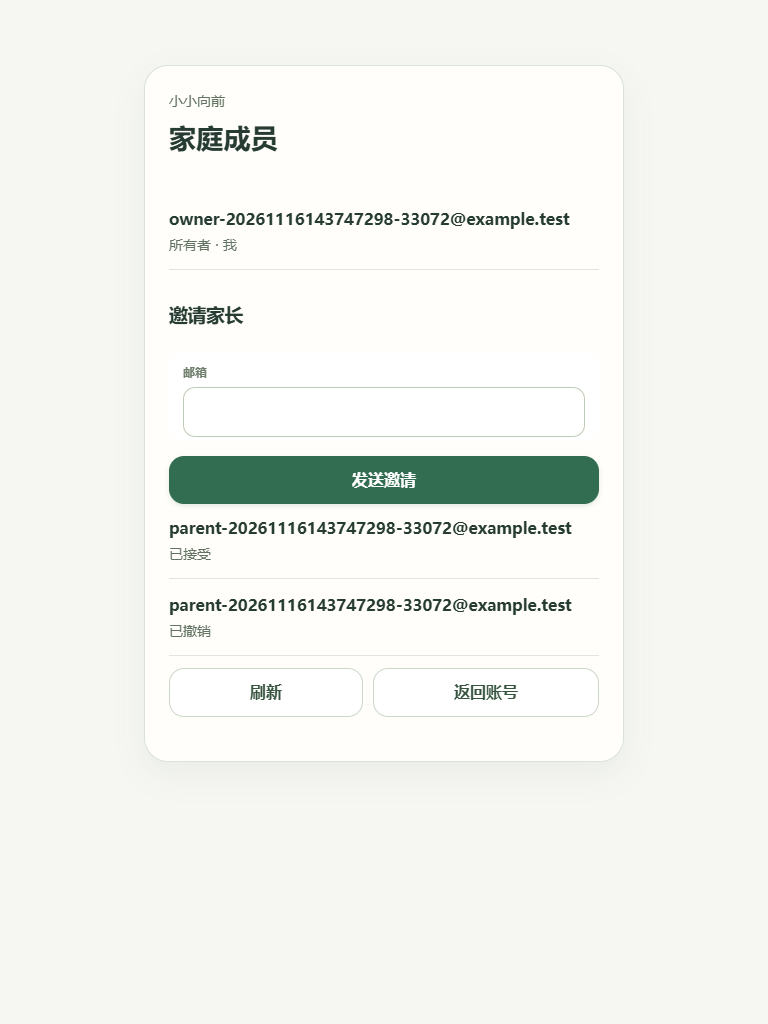 小小向前
家庭成员
owner-20261116143747298-33072@example.test
所有者 · 我
邀请家长
邮箱
发送邀请
parent-20261116143747298-33072@example.test
已接受
parent-20261116143747298-33072@example.test
已撤销
刷新
返回账号